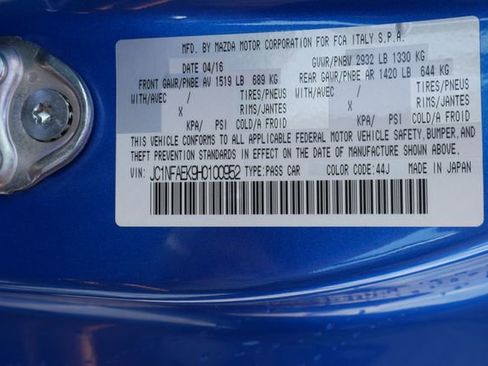 MFD. BY MAZDA MOTOR CORPORATION FOR FCA ITALY S.P.A.
DATE 04/16 GVWR/PNBV 2932 LB 1330 KG
FRONT GAWR/PNBE AV 1519 LB 689 KG REAR GAWR/PNBE AR 1420 LB 644 KG
WITH/AVEC / TIRES/PNEUS WITH/AVEC / TIRES/PNEUS
X RIMS/JANTES X RIMS/JANTES
KPA/ PSI COLD/A FROID KPA/ PSI COLD/A FROID
THIS VEHICLE CONFORMS TO ALL APPLICABLE FEDERAL MOTOR VEHICLE SAFETY, BUMPER, AND
THEFT PREVENTION STANDARDS IN EFFECT ON THE DATE OF MANUFACTURE SHOWN ABOVE.
VIN: JC1NFAEK9H0100952 TYPE:PASS CAR COLOR CODE:44J MADE IN JAPAN